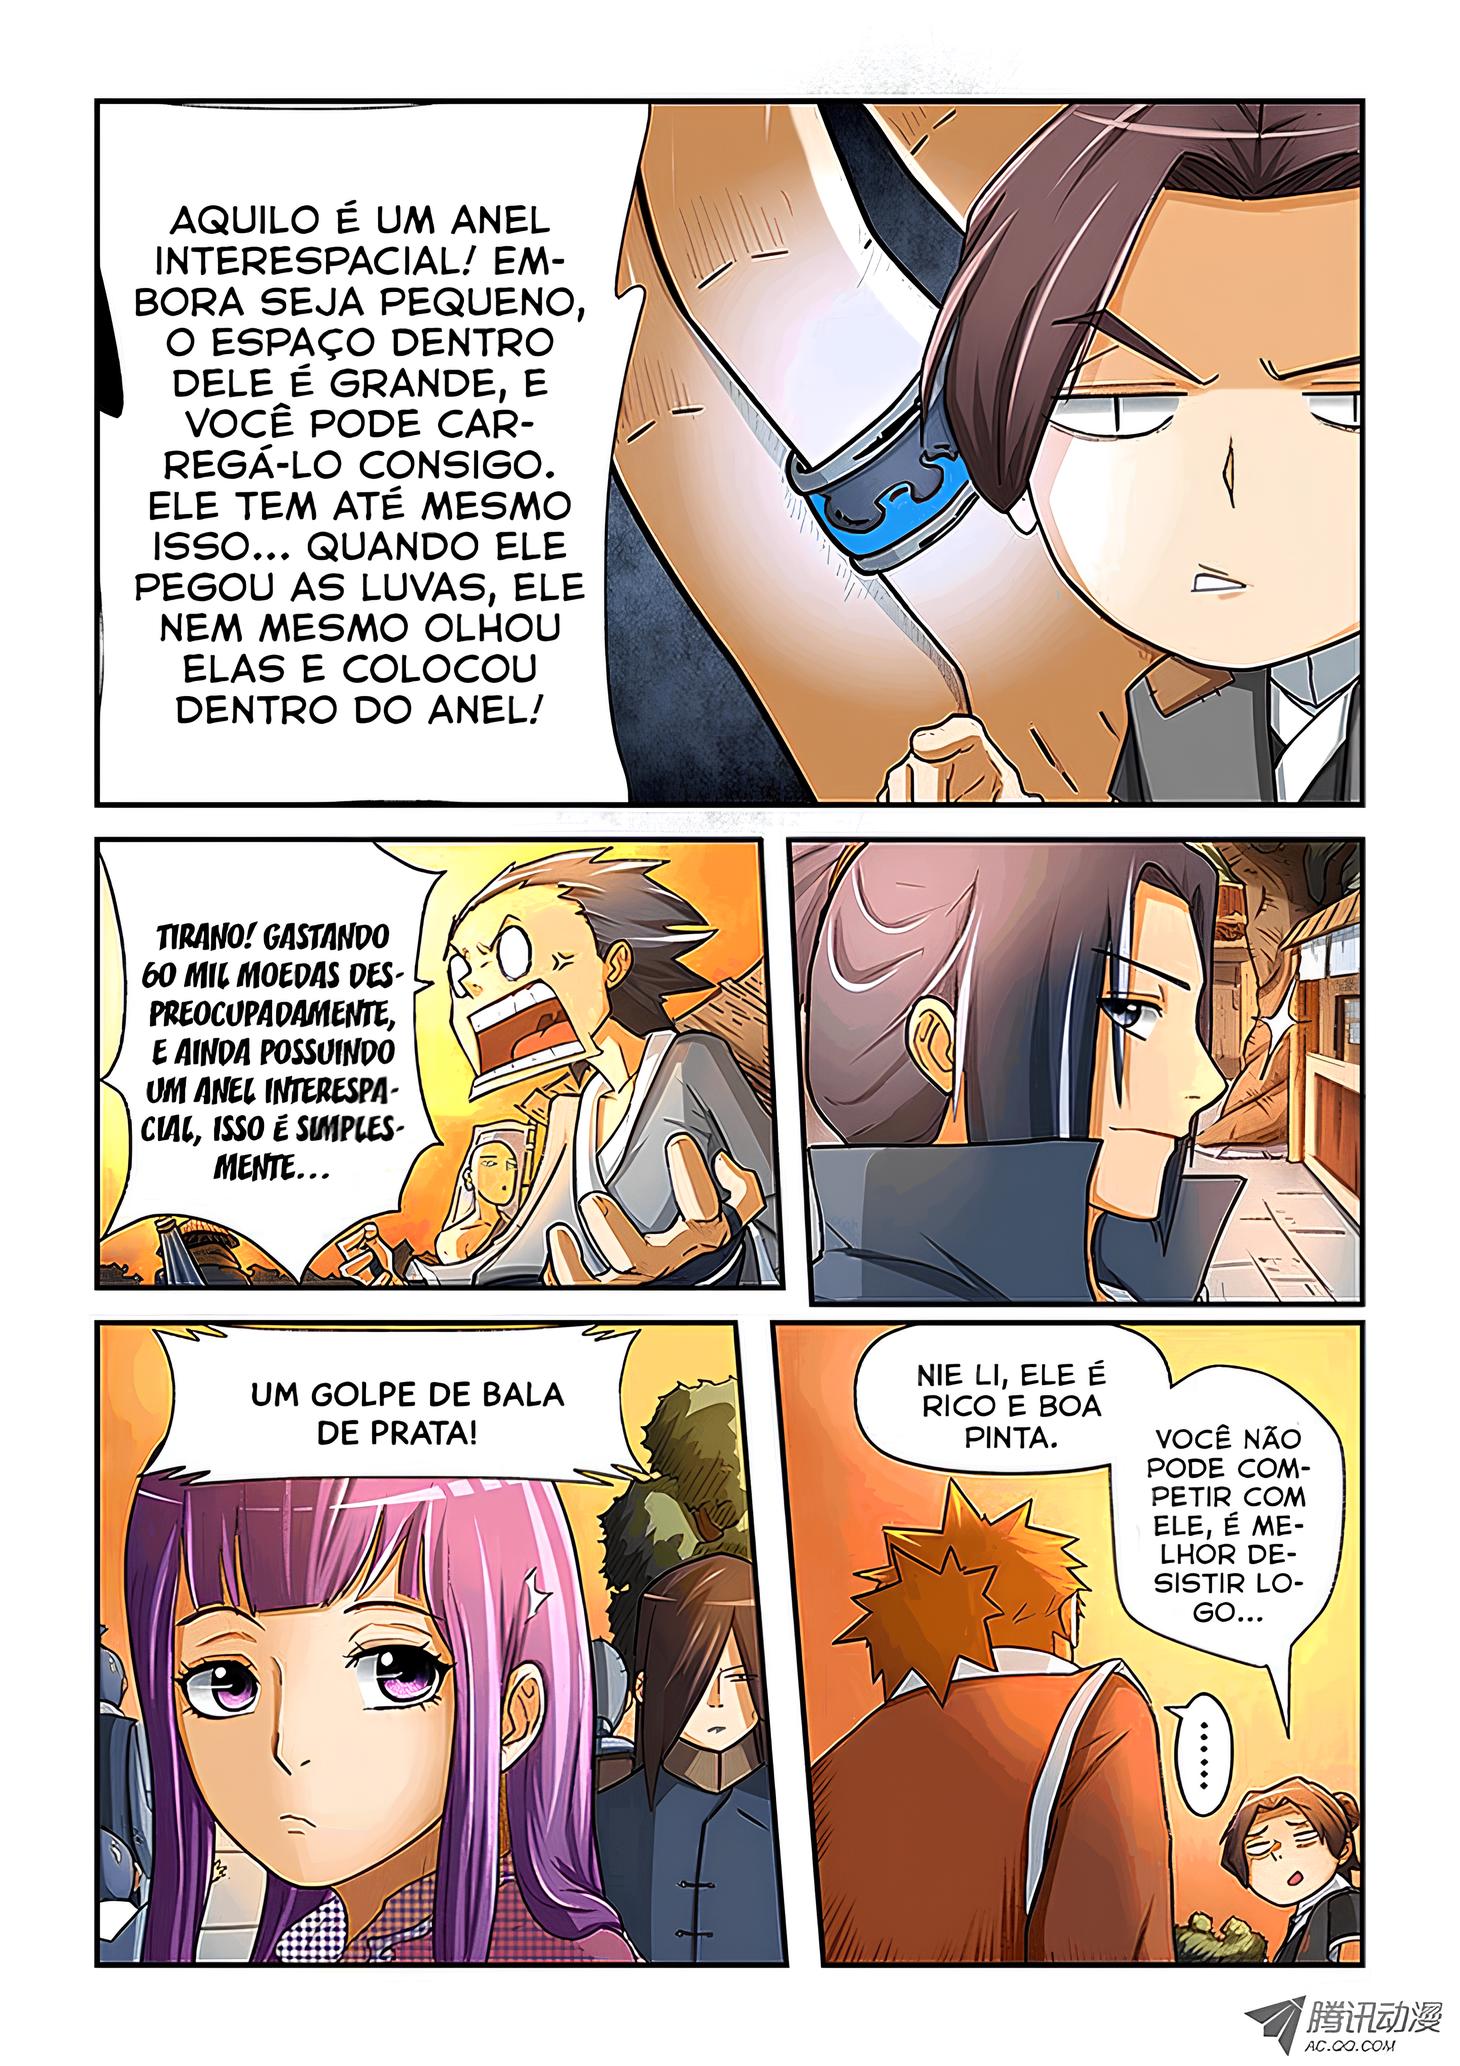 AQUILO É UM ANEL
INTERESPACIAL! EM-
BORA SEJA PEQUENO,
O ESPAÇO DENTRO
DELE É GRANDE, E
VOCÊ PODE CAR-
REGÁ-LO CONSIGO.
ELE TEM ATÉ MESMO
ISSO... QUANDO ELE
PEGOU AS LUVAS, ELE
NEM MESMO OLHOU
ELAS E COLOCOU
DENTRO DO ANEL!
TIRANO! GASTANDO
60 MIL MOEDAS DES-
PREOCUPADAMENTE,
E AINDA POSSUINDO
UM ANEL INTERESPA-
CIAL, ISSO É SIMPLES-
MENTE...
UM GOLPE DE BALA
DE PRATA!
NIE LI, ELE É
RICO E BOA
PINTA.
VOCÊ NÃO
PODE COM-
PETIR COM
ELE, É ME-
LHOR DE-
SISTIR LO-
GO...
.......
腾讯动漫
AC.QQ.COM